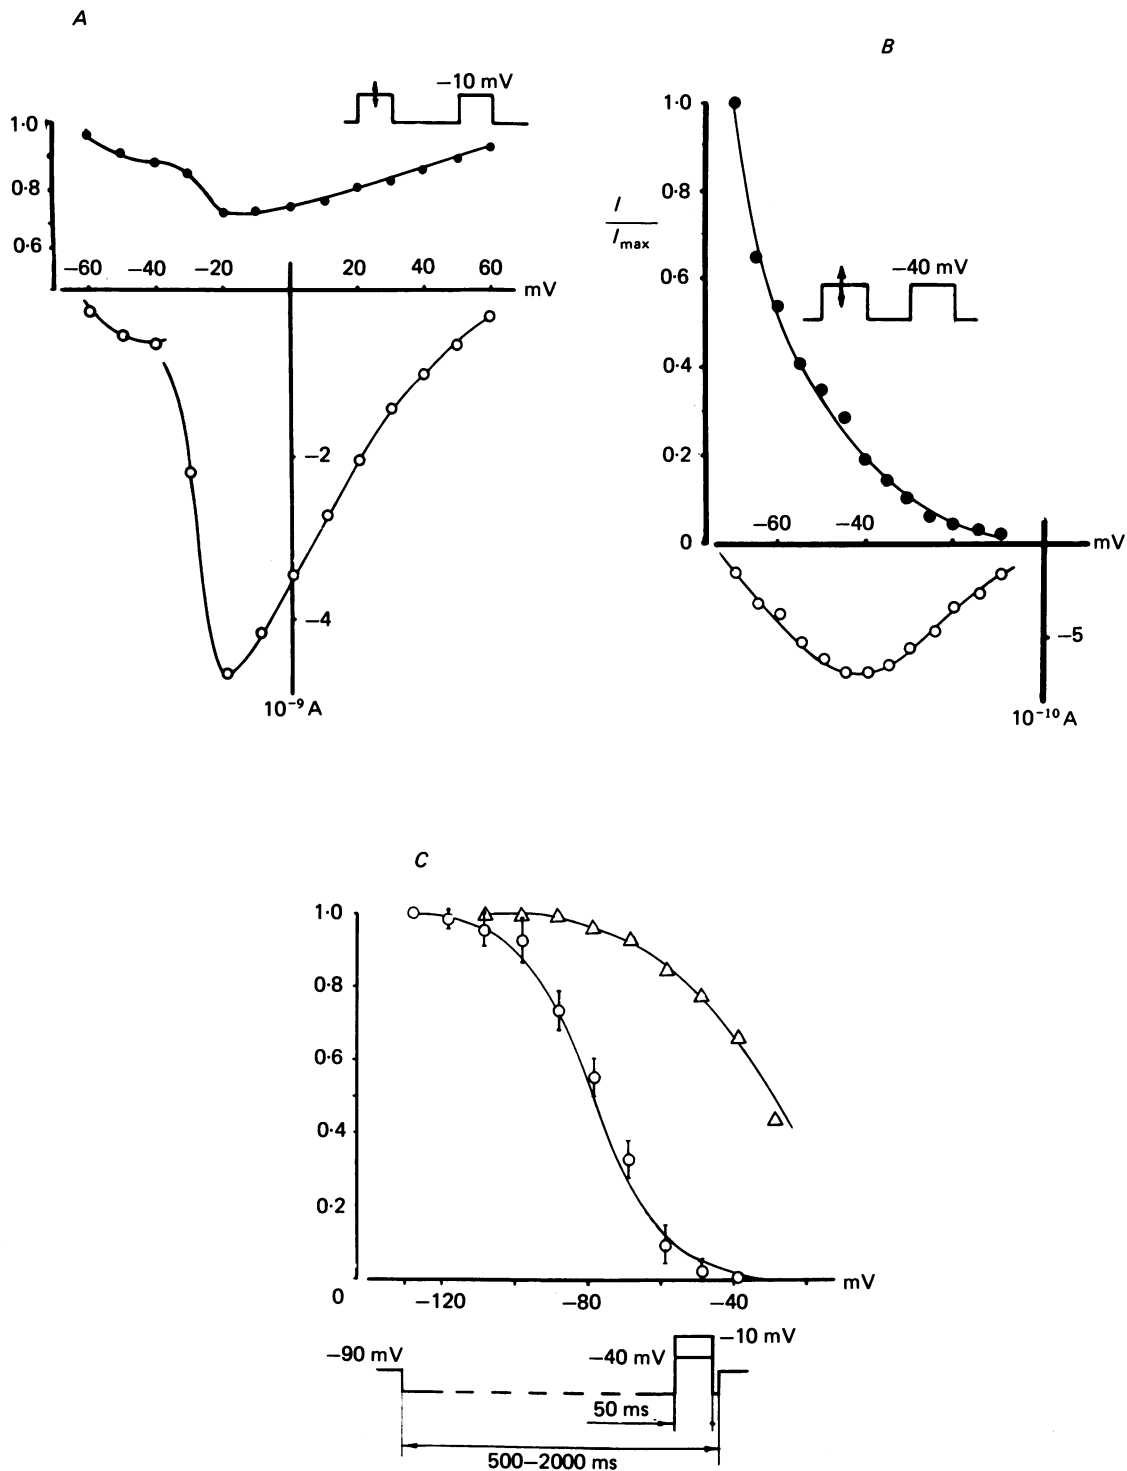 A
−10 mV
1·0
0·8
0·6
−60 −40 −20 20 40 60 mV
−2
−4
10⁻⁹ A
B
1·0
0·8
I
Imax
0·6
−40 mV
0·4
0·2
−60 −40
0 mV
−5
10⁻¹⁰ A
C
1·0
0·8
0·6
0·4
0·2
0
−120 −80 −40 mV
−90 mV −40 mV −10 mV
50 ms
500−2000 ms